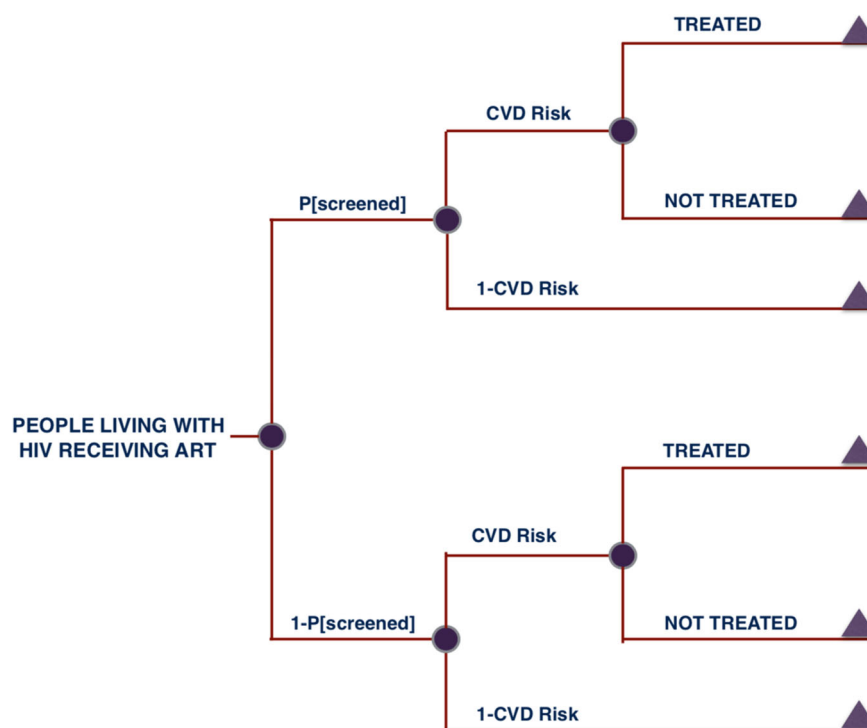 TREATED
CVD Risk
NOT TREATED
P[screened]
1-CVD Risk
PEOPLE LIVING WITH
HIV RECEIVING ART
TREATED
CVD Risk
NOT TREATED
1-P[screened]
1-CVD Risk